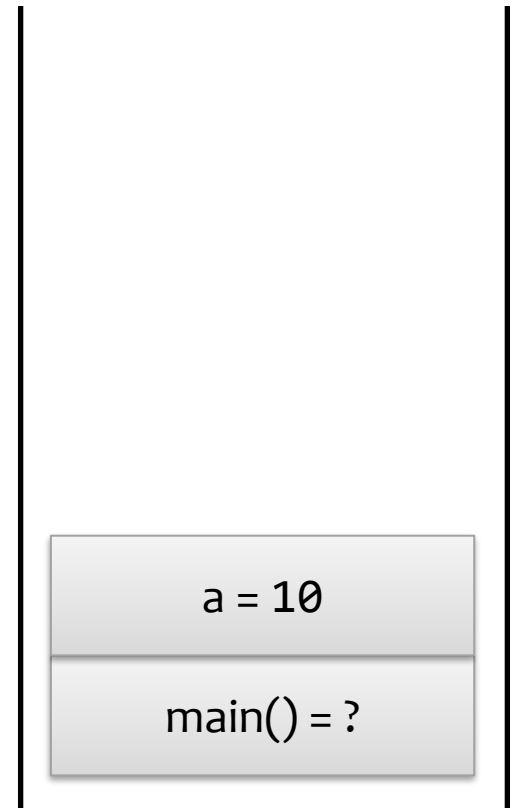 a = 10
main() = ?